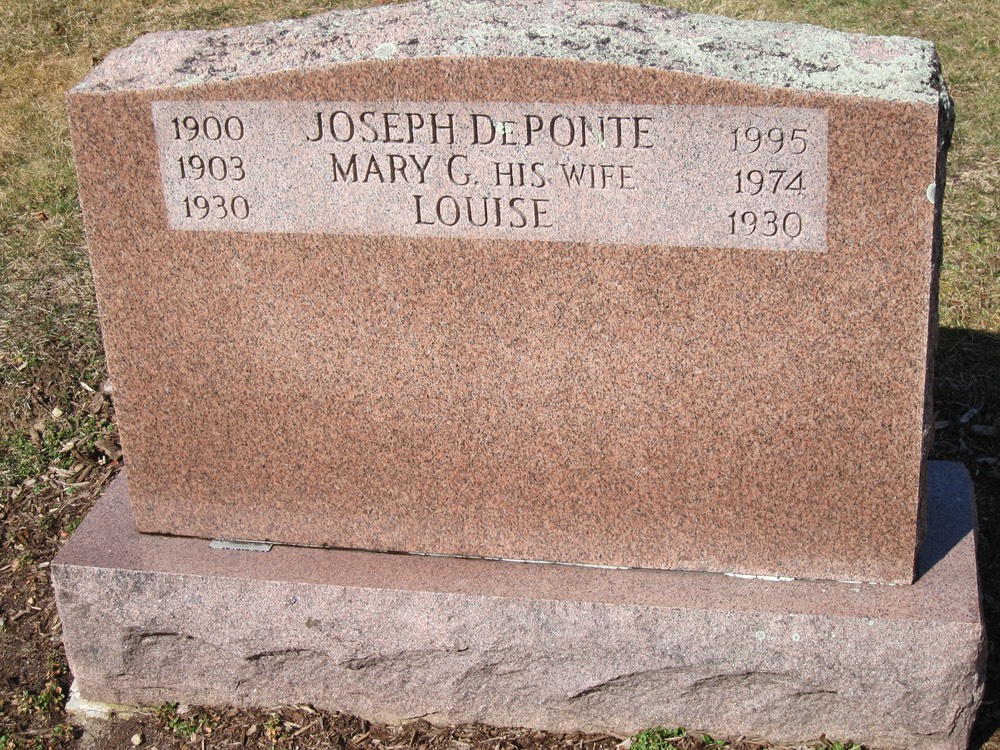 1900 JOSEPH DePONTE 1995
1903 MARY G. HIS WIFE 1974
1930 LOUISE 1930